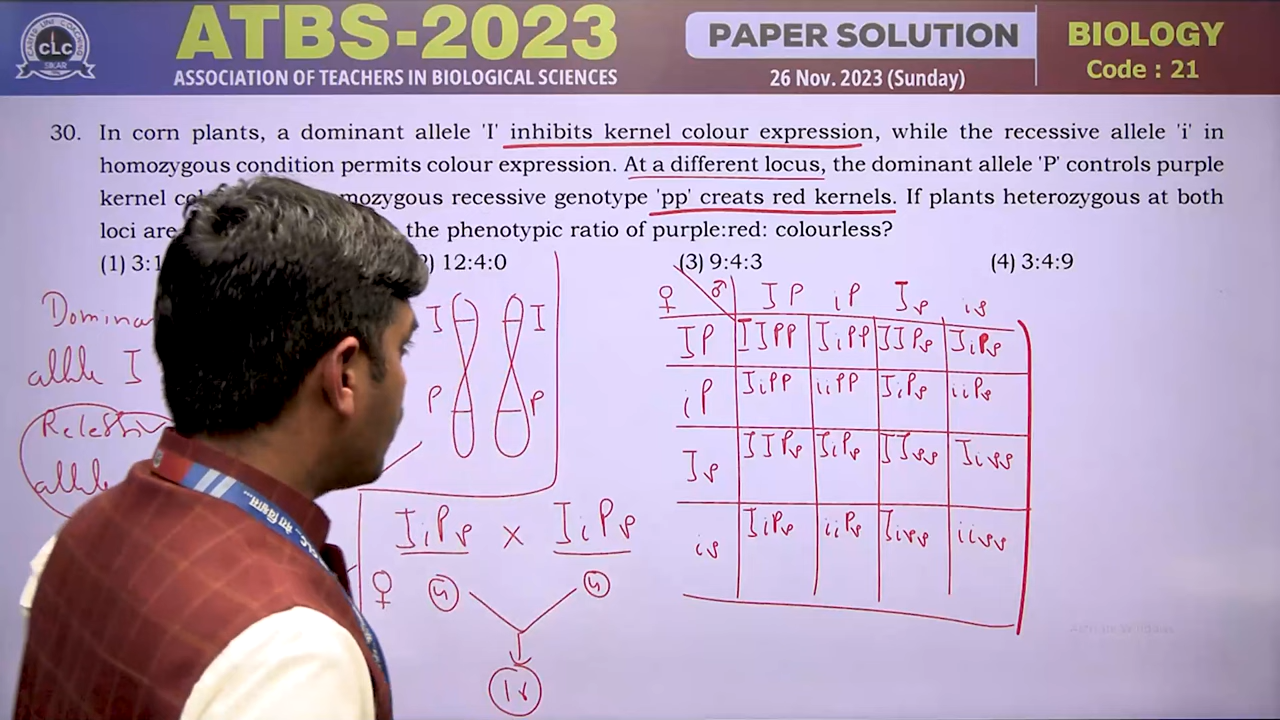 CLC
SIKAR
ATBS-2023
ASSOCIATION OF TEACHERS IN BIOLOGICAL SCIENCES
PAPER SOLUTION
26 Nov. 2023 (Sunday)
BIOLOGY
Code : 21
30. In corn plants, a dominant allele 'I' inhibits kernel colour expression, while the recessive allele 'i' in
homozygous condition permits colour expression. At a different locus, the dominant allele 'P' controls purple
kernel recessive genotype 'pp' creats red kernels. If plants heterozygous at both
loci are the phenotypic ratio of purple:red: colourless?
(1) 3:1 12:4:0 (3) 9:4:3 (4) 3:4:9
allele I
I I
P P
IiPp x IiPp
♀ 4 4
16
♀ ♂ IP iP Ip ip
IP IIPP IiPP IIPp IiPp
iP IiPP iiPP IiPp iiPp
Ip IIPp IiPp IIpp Iipp
ip IiPp iiPp Iipp iipp